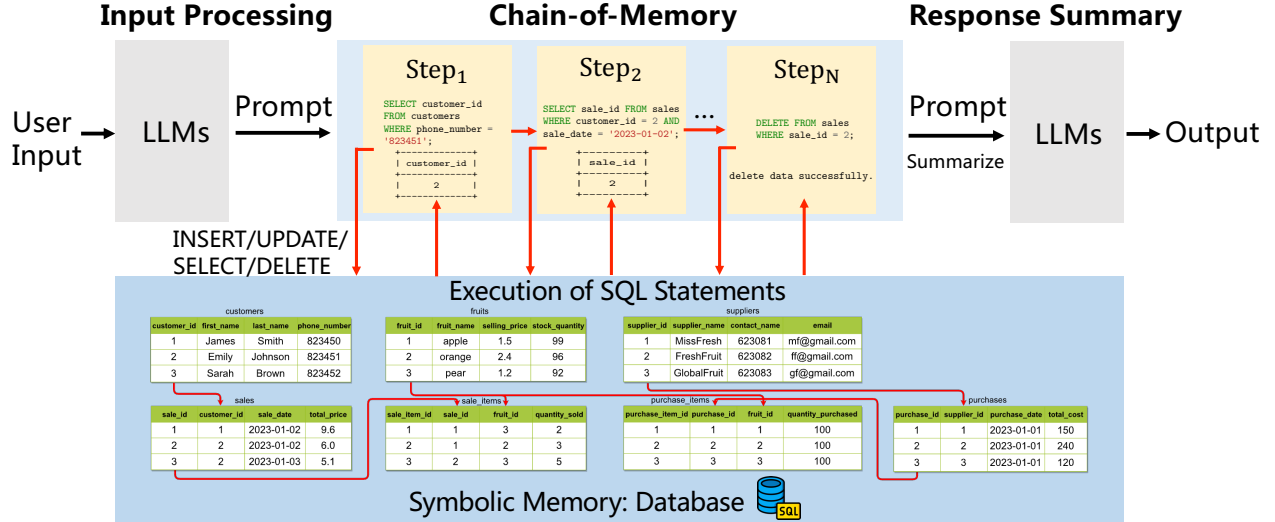 Input Processing
Chain-of-Memory
Response Summary
User
Input
LLMs
Prompt
Step1
SELECT customer_id
FROM customers
WHERE phone_number =
'823451';
+-------------+
| customer_id |
+-------------+
| 2 |
+-------------+
Step2
SELECT sale_id FROM sales
WHERE customer_id = 2 AND
sale_date = '2023-01-02';
+---------+
| sale_id |
+---------+
| 2 |
+---------+
...
StepN
DELETE FROM sales
WHERE sale_id = 2;
delete data successfully.
Prompt
Summarize
LLMs
Output
INSERT/UPDATE/
SELECT/DELETE
Execution of SQL Statements
customers
customer_id first_name last_name phone_number
1 James Smith 823450
2 Emily Johnson 823451
3 Sarah Brown 823452
fruits
fruit_id fruit_name selling_price stock_quantity
1 apple 1.5 99
2 orange 2.4 96
3 pear 1.2 92
suppliers
supplier_id supplier_name contact_name email
1 MissFresh 623081 mf@gmail.com
2 FreshFruit 623082 ff@gmail.com
3 GlobalFruit 623083 gf@gmail.com
sales
sale_id customer_id sale_date total_price
1 1 2023-01-02 9.6
2 2 2023-01-02 6.0
3 2 2023-01-03 5.1
sale_items
sale_item_id sale_id fruit_id quantity_sold
1 1 3 2
2 1 2 3
3 2 3 5
purchase_items
purchase_item_id purchase_id fruit_id quantity_purchased
1 1 1 100
2 2 2 100
3 3 3 100
purchases
purchase_id supplier_id purchase_date total_cost
1 1 2023-01-01 150
2 2 2023-01-01 240
3 3 2023-01-01 120
Symbolic Memory: Database
SQL